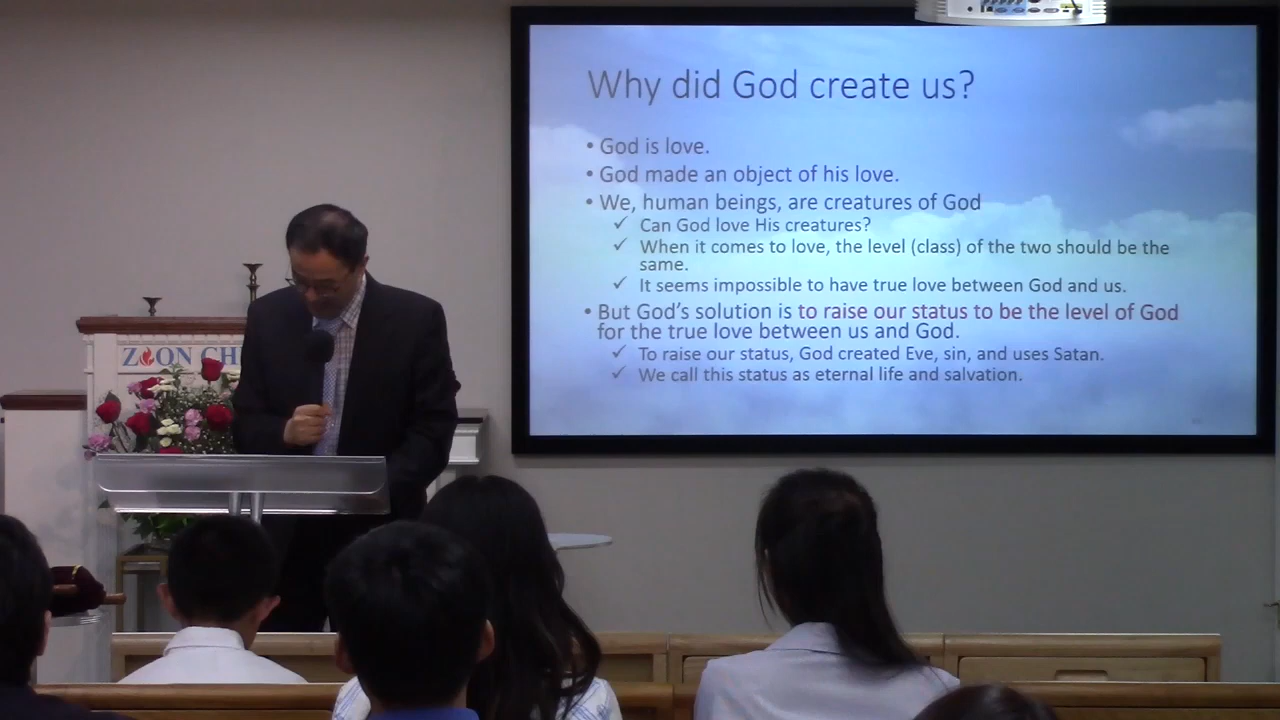 Why did God create us?
• God is love.
• God made an object of his love.
• We, human beings, are creatures of God
✓ Can God love His creatures?
✓ When it comes to love, the level (class) of the two should be the
same.
✓ It seems impossible to have true love between God and us.
• But God's solution is to raise our status to be the level of God
for the true love between us and God.
✓ To raise our status, God created Eve, sin, and uses Satan.
✓ We call this status as eternal life and salvation.